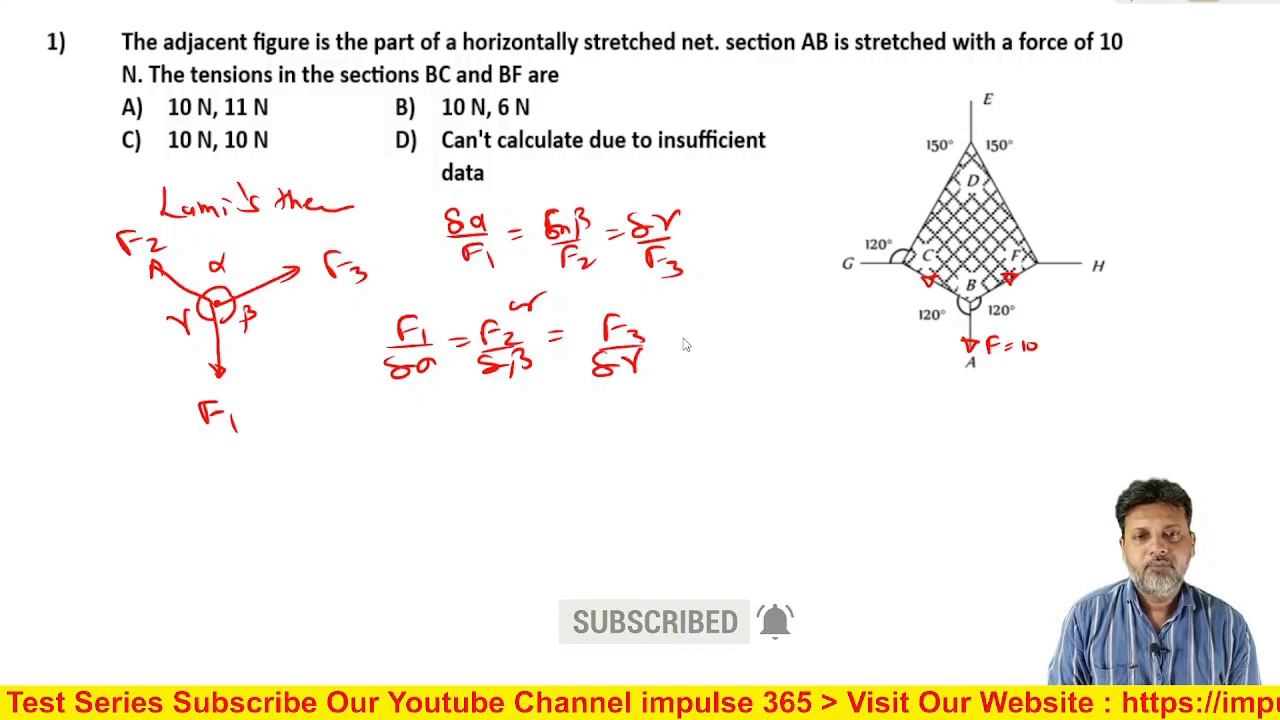 1) The adjacent figure is the part of a horizontally stretched net. section AB is stretched with a force of 10
N. The tensions in the sections BC and BF are
A) 10 N, 11 N B) 10 N, 6 N
C) 10 N, 10 N D) Can't calculate due to insufficient
data
Lami's then
F2
α
F3
γ
β
F1
Sα/F1 = Sinβ/F2 = Sγ/F3
or
F1/Sα = F2/Sβ = F3/Sγ
E
150° 150°
D
120°
G C F H
B
120° 120°
F = 10
A
SUBSCRIBED
Test Series Subscribe Our Youtube Channel impulse 365 > Visit Our Website : https://impu